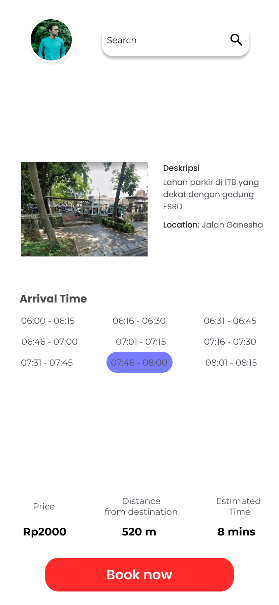 Search
Deskripsi
Lahan parkir di ITB yang
dekat dengan gedung
FSRD
Location: Jalan Ganesha
Arrival Time
06:00 - 06:15 06:16 - 06:30 06:31 - 06:45
06:46 - 07:00 07:01 - 07:15 07:16 - 07:30
07:31 - 07:45 07:46 - 08:00 08:01 - 08:15
Price Distance from destination Estimated Time
Rp2000 520 m 8 mins
Book now